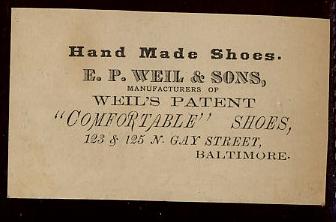 Hand Made Shoes.
E. P. WEIL & SONS,
MANUFACTURERS OF
WEIL'S PATENT
"COMFORTABLE" SHOES,
123 & 125 N. GAY STREET,
BALTIMORE.